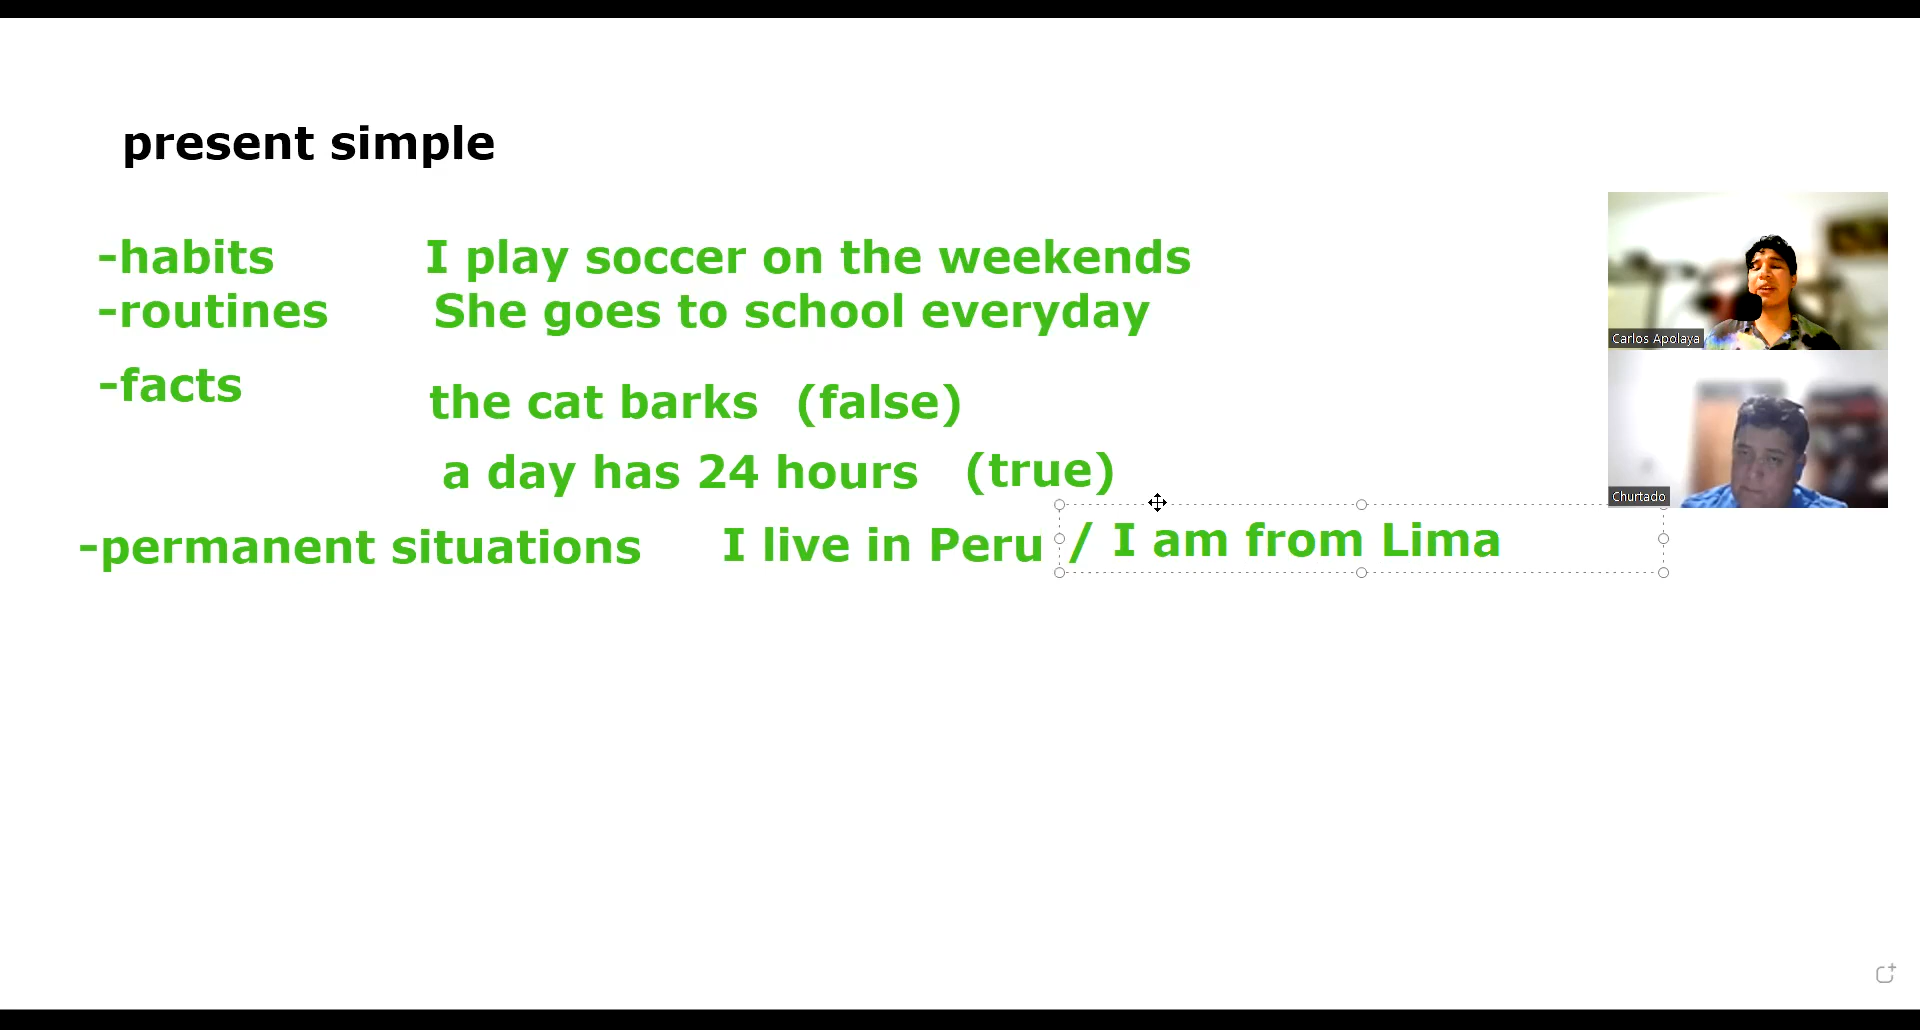 present simple
-habits I play soccer on the weekends
-routines She goes to school everyday
-facts
the cat barks (false)
a day has 24 hours (true)
-permanent situations I live in Peru / I am from Lima
Carlos Apolaya
Churtado